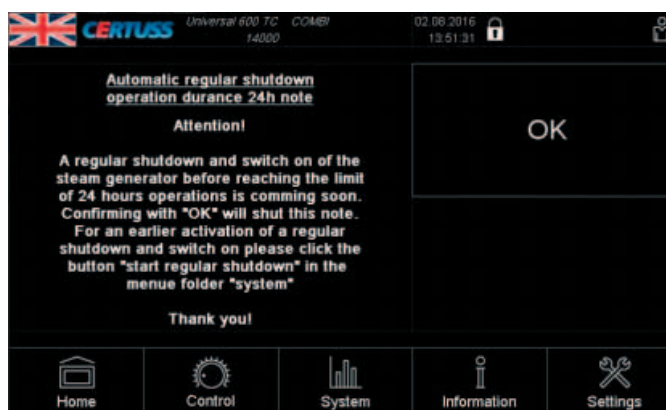 CERTUSS
Universal 600 TC COMBI
14000
02.08.2016
13:51:31
Automatic regular shutdown
operation durance 24h note
Attention!
A regular shutdown and switch on of the
steam generator before reaching the limit
of 24 hours operations is comming soon.
Confirming with "OK" will shut this note.
For an earlier activation of a regular
shutdown and switch on please click the
button "start regular shutdown" in the
menue folder "system"
Thank you!
OK
Home
Control
System
Information
Settings